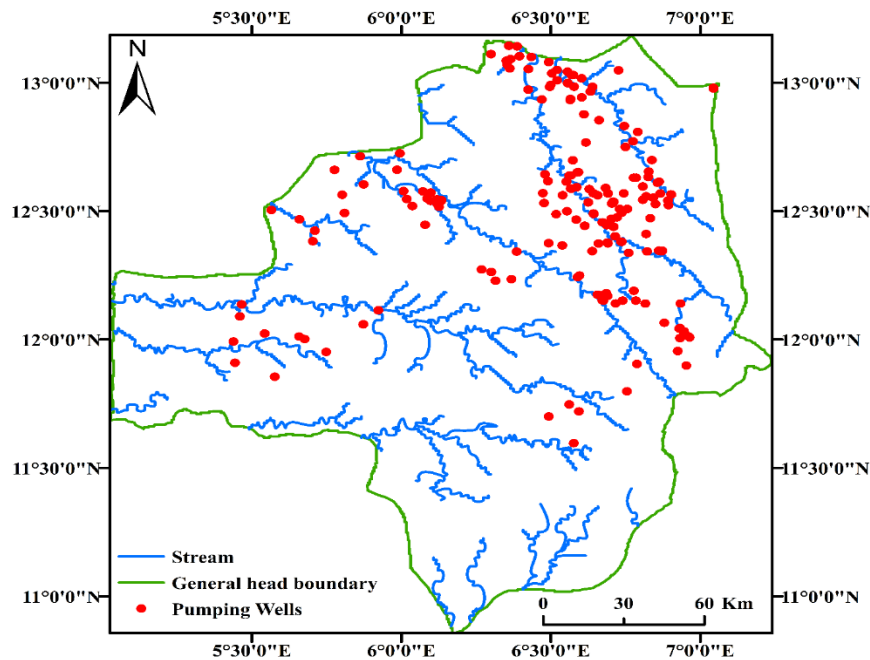 5°30'0"E 6°0'0"E 6°30'0"E 7°0'0"E
N
13°0'0"N 13°0'0"N
12°30'0"N 12°30'0"N
12°0'0"N 12°0'0"N
11°30'0"N 11°30'0"N
Stream
General head boundary
Pumping Wells
11°0'0"N 11°0'0"N
0 30 60 Km
5°30'0"E 6°0'0"E 6°30'0"E 7°0'0"E